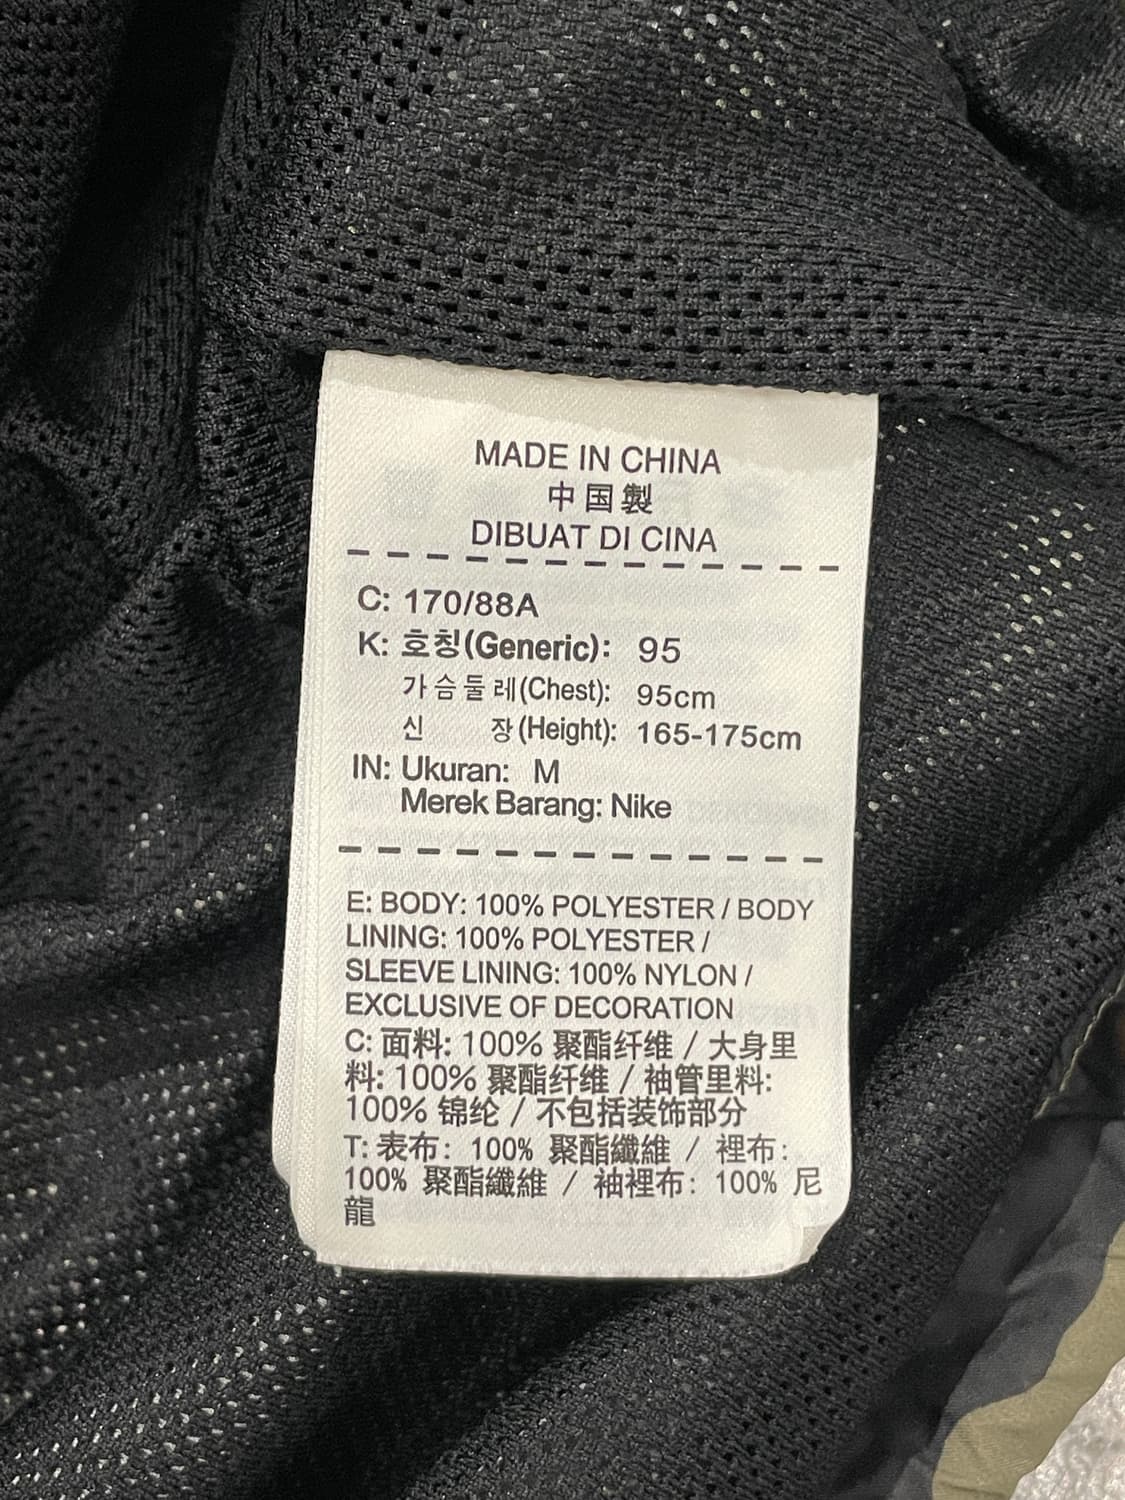 MADE IN CHINA
中国製
DIBUAT DI CINA
C: 170/88A
K: 호칭(Generic): 95
가슴둘레(Chest): 95cm
신 장(Height): 165-175cm
IN: Ukuran: M
Merek Barang: Nike
E: BODY: 100% POLYESTER / BODY
LINING: 100% POLYESTER /
SLEEVE LINING: 100% NYLON /
EXCLUSIVE OF DECORATION
C: 面料: 100% 聚酯纤维 / 大身里
料: 100% 聚酯纤维 / 袖管里料:
100% 锦纶 / 不包括装饰部分
T: 表布: 100% 聚酯纖維 / 裡布:
100% 聚酯纖維 / 袖裡布: 100% 尼
龍